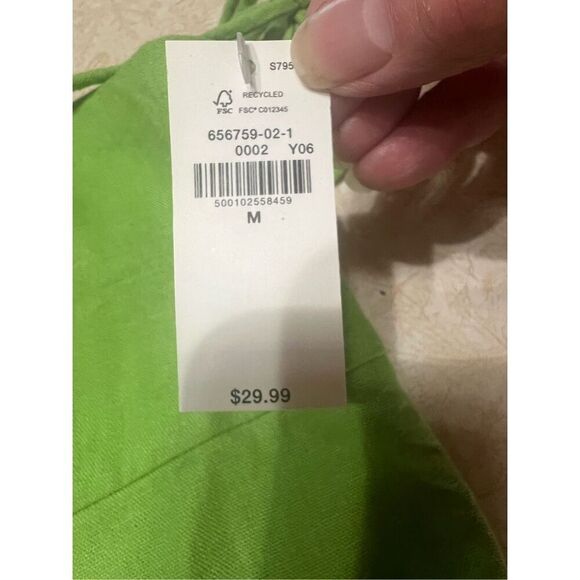 S795
RECYCLED
FSC FSC® C012345
656759-02-1
0002 Y06
500102558459
M
$29.99